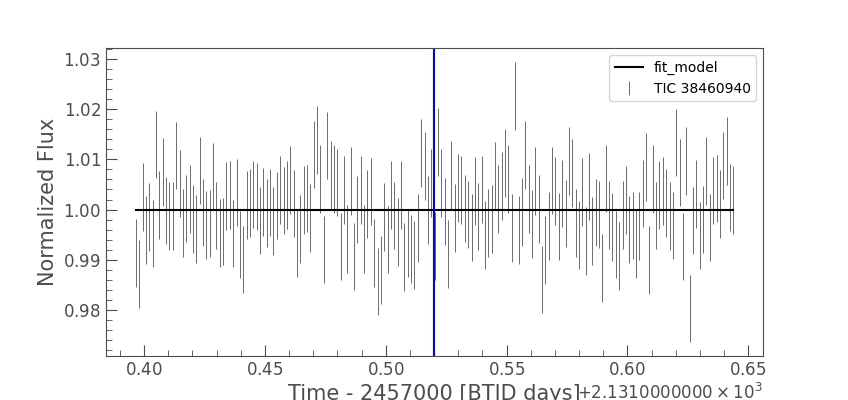 1.03
1.02
1.01
1.00
0.99
0.98
Normalized Flux
fit_model
TIC 38460940
0.40 0.45 0.50 0.55 0.60 0.65
Time - 2457000 [BTJD days]
+2.1310000000 × 10³